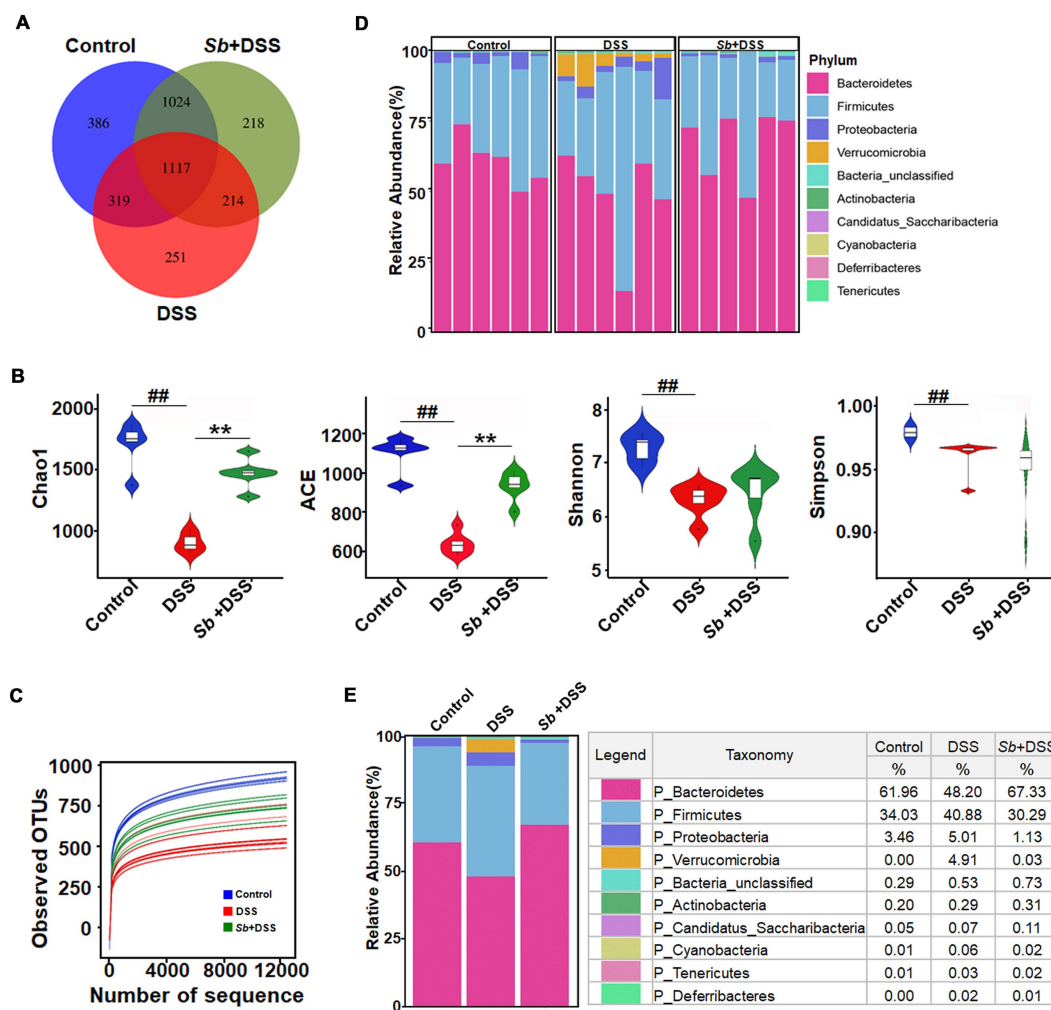 A
Control
Sb+DSS
386
1024
218
1117
319
214
251
DSS
D
Control
DSS
Sb+DSS
100
75
50
25
0
Relative Abundance(%)
Phylum
Bacteroidetes
Firmicutes
Proteobacteria
Verrucomicrobia
Bacteria_unclassified
Actinobacteria
Candidatus_Saccharibacteria
Cyanobacteria
Deferribacteres
Tenericutes
B
Chao1
2000
1500
1000
##
**
Control
DSS
Sb+DSS
ACE
1200
1000
800
600
##
**
Control
DSS
Sb+DSS
Shannon
8
7
6
5
##
Control
DSS
Sb+DSS
Simpson
1.00
0.95
0.90
##
Control
DSS
Sb+DSS
C
Observed OTUs
1000
750
500
250
0
Control
DSS
Sb+DSS
0 4000 8000 12000
Number of sequence
E
Control
DSS
Sb+DSS
100
75
50
25
0
Relative Abundance(%)
Legend Taxonomy Control DSS Sb+DSS
% % %
P_Bacteroidetes 61.96 48.20 67.33
P_Firmicutes 34.03 40.88 30.29
P_Proteobacteria 3.46 5.01 1.13
P_Verrucomicrobia 0.00 4.91 0.03
P_Bacteria_unclassified 0.29 0.53 0.73
P_Actinobacteria 0.20 0.29 0.31
P_Candidatus_Saccharibacteria 0.05 0.07 0.11
P_Cyanobacteria 0.01 0.06 0.02
P_Tenericutes 0.01 0.03 0.02
P_Deferribacteres 0.00 0.02 0.01